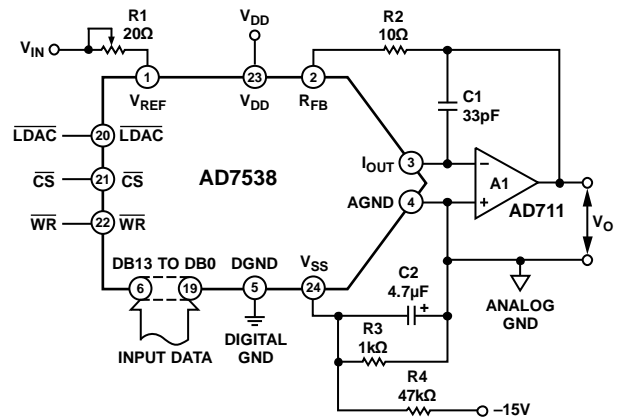 R1
20Ω
VIN
VDD
R2
10Ω
1
23
2
VREF
VDD
RFB
C1
33pF
LDAC
20
LDAC
CS
21
CS
WR
22
WR
AD7538
IOUT
3
AGND
4
–
+
A1
AD711
VO
DB13 TO DB0
DGND
VSS
6
19
5
24
C2
4.7µF
+
ANALOG
GND
DIGITAL
GND
INPUT DATA
R3
1kΩ
R4
47kΩ
–15V